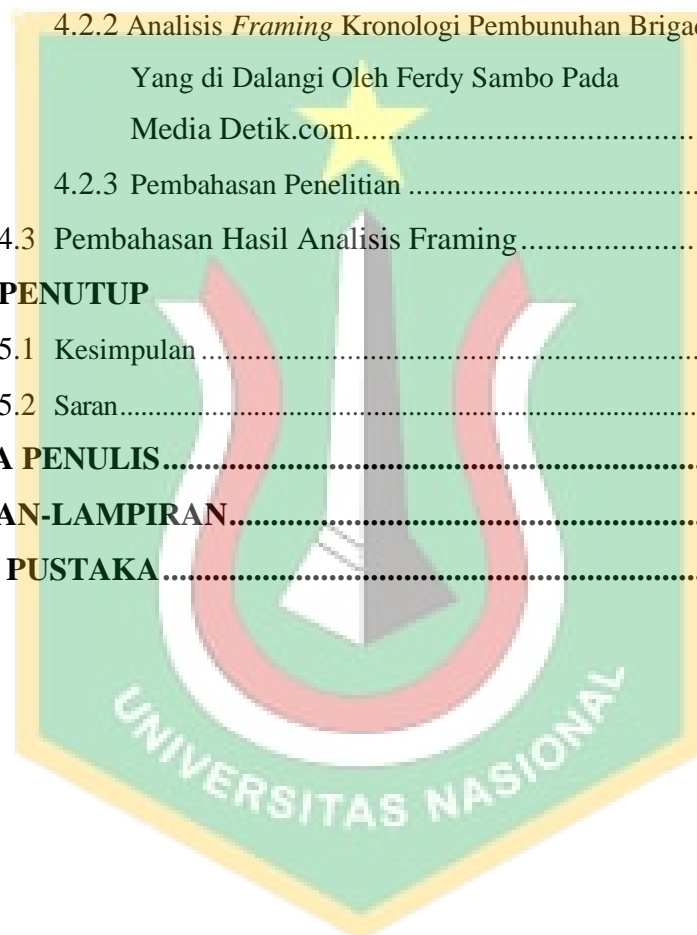 4.2.2 Analisis Framing Kronologi Pembunuhan Brigad
Yang di Dalangi Oleh Ferdy Sambo Pada
Media Detik.com................................................
4.2.3 Pembahasan Penelitian ........................................
4.3 Pembahasan Hasil Analisis Framing.........................
PENUTUP
5.1 Kesimpulan ......................................................................
5.2 Saran..................................................................................
A PENULIS.......................................................................
AN-LAMPIRAN..............................................................
PUSTAKA.......................................................................
UNIVERSITAS NASIONAL